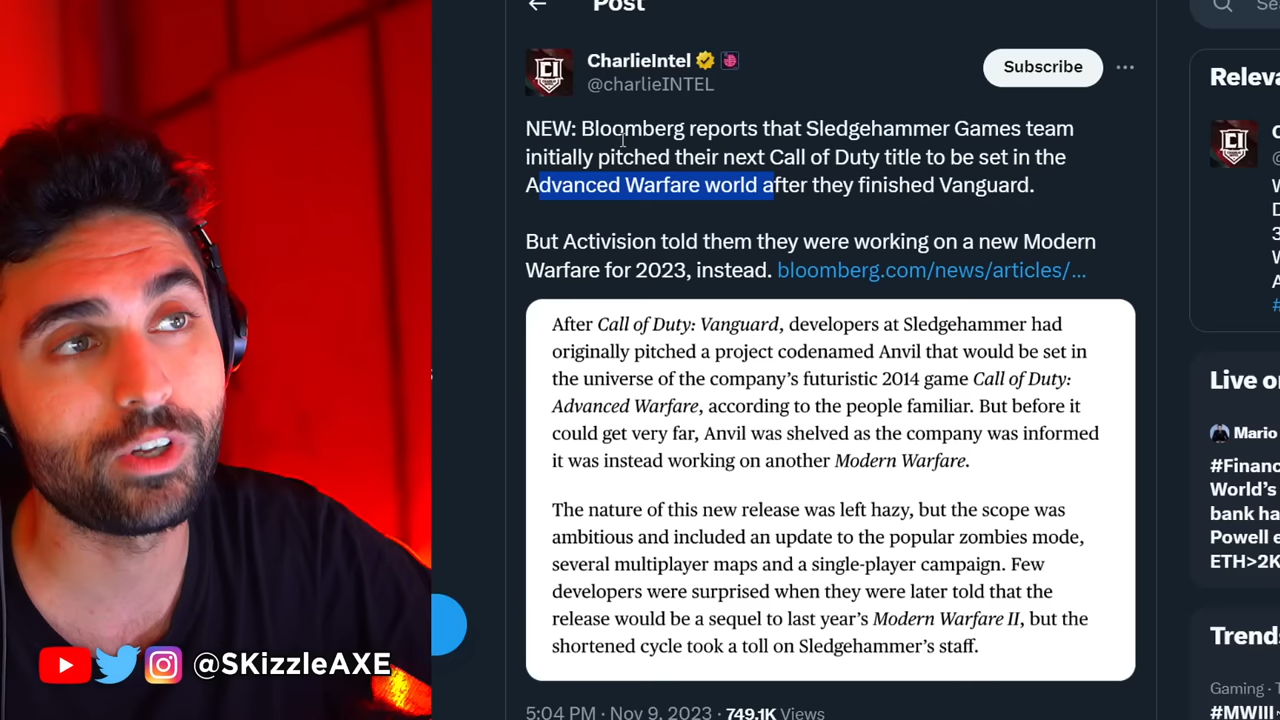 Post
CharlieIntel
@charlieINTEL
Subscribe
NEW: Bloomberg reports that Sledgehammer Games team
initially pitched their next Call of Duty title to be set in the
Advanced Warfare world after they finished Vanguard.
But Activision told them they were working on a new Modern
Warfare for 2023, instead. bloomberg.com/news/articles/...
After Call of Duty: Vanguard, developers at Sledgehammer had
originally pitched a project codenamed Anvil that would be set in
the universe of the company's futuristic 2014 game Call of Duty:
Advanced Warfare, according to the people familiar. But before it
could get very far, Anvil was shelved as the company was informed
it was instead working on another Modern Warfare.
The nature of this new release was left hazy, but the scope was
ambitious and included an update to the popular zombies mode,
several multiplayer maps and a single-player campaign. Few
developers were surprised when they were later told that the
release would be a sequel to last year's Modern Warfare II, but the
shortened cycle took a toll on Sledgehammer's staff.
5:04 PM · Nov 9, 2023 · 749.1K Views
CI
@SKizzleAXE
Live o
Mario
#Financ
World's
bank ha
Powell e
ETH>2K
Trend
Gaming · T
#MWIII